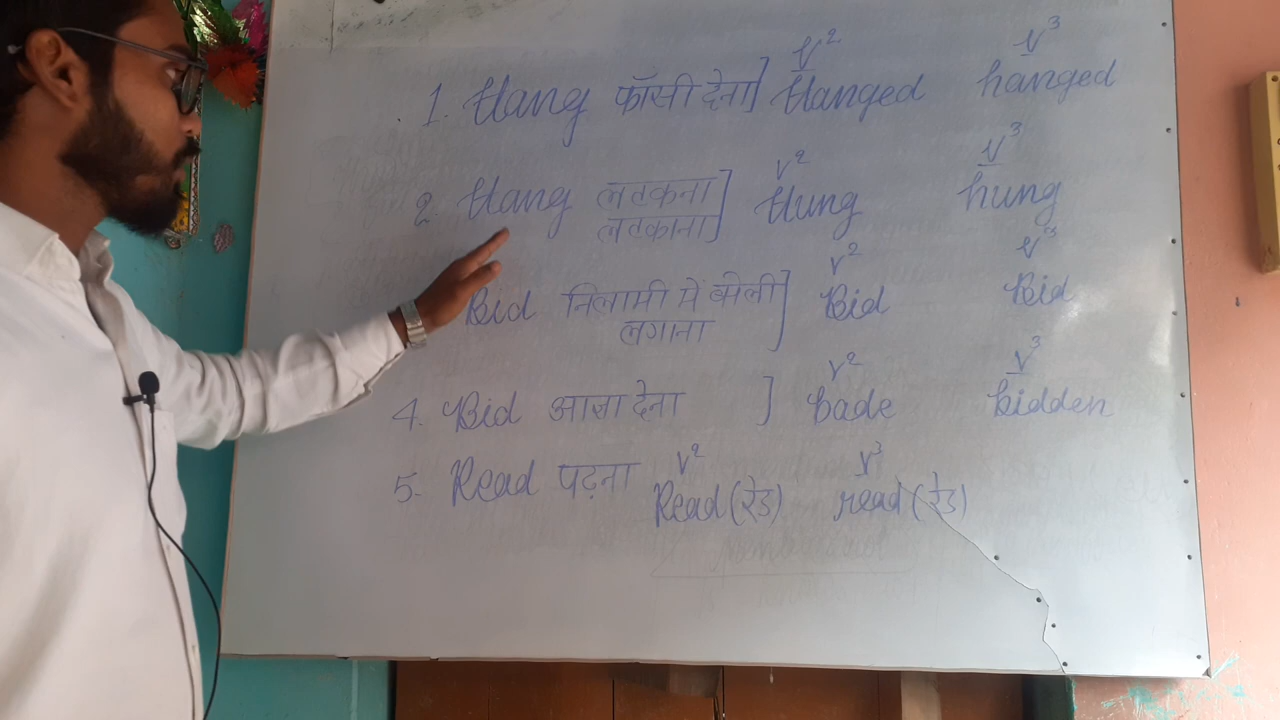 V² V³
1. Hang फॉसी देना] Hanged hanged
V² V³
2. Hang लटकना
लटकाना] Hung hung
V² V³
Bid निलामी में बोली
लगाना] Bid Bid
V² V³
4. Bid आज्ञा देना ] bade bidden
5. Read पढ़ना V² V³
Read (रेड) read (रेड)